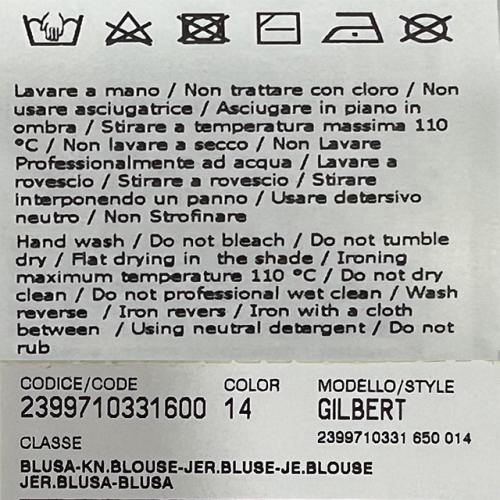 Lavare a mano / Non trattare con cloro / Non
usare asciugatrice / Asciugare in piano in
ombra / Stirare a temperatura massima 110
°C / Non lavare a secco / Non Lavare
Professionalmente ad acqua / Lavare a
rovescio / Stirare a rovescio / Stirare
interponendo un panno / Usare detersivo
neutro / Non Strofinare
Hand wash / Do not bleach / Do not tumble
dry / Flat drying in the shade / Ironing
maximum temperature 110 °C / Do not dry
clean / Do not professional wet clean / Wash
reverse / Iron revers / Iron with a cloth
between / Using neutral detergent / Do not
rub
CODICE/CODE COLOR MODELLO/STYLE
2399710331600 14 GILBERT
2399710331 650 014
CLASSE
BLUSA-KN.BLOUSE-JER.BLUSE-JE.BLOUSE
JER.BLUSA-BLUSA